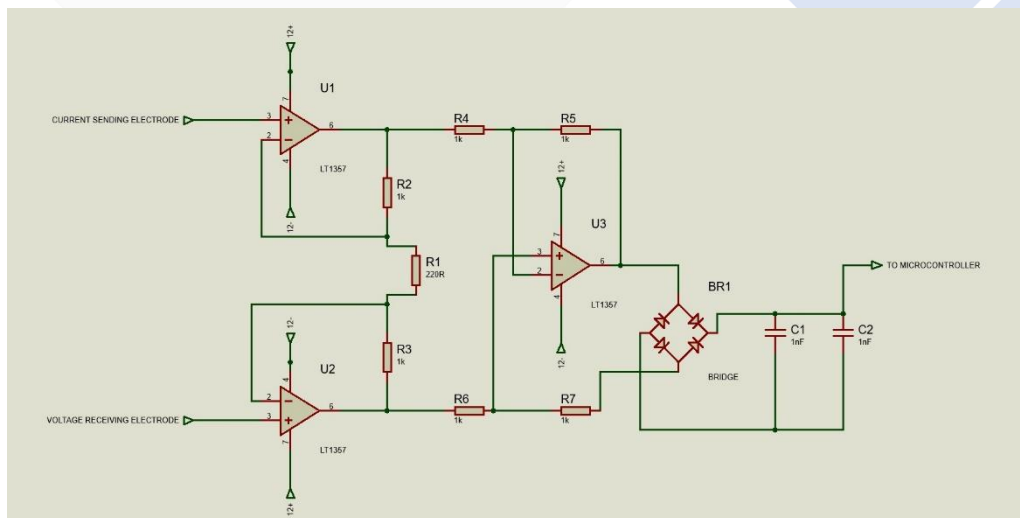 12+
U1
7
CURRENT SENDING ELECTRODE
3
2
6
4
LT1357
12-
R4
1k
R5
1k
R2
1k
12+
U3
7
3
2
6
4
LT1357
12-
R1
220R
TO MICROCONTROLLER
BR1
BRIDGE
C1
1nF
C2
1nF
12-
R3
1k
U2
4
2
3
6
7
VOLTAGE RECEIVING ELECTRODE
LT1357
12+
R6
1k
R7
1k